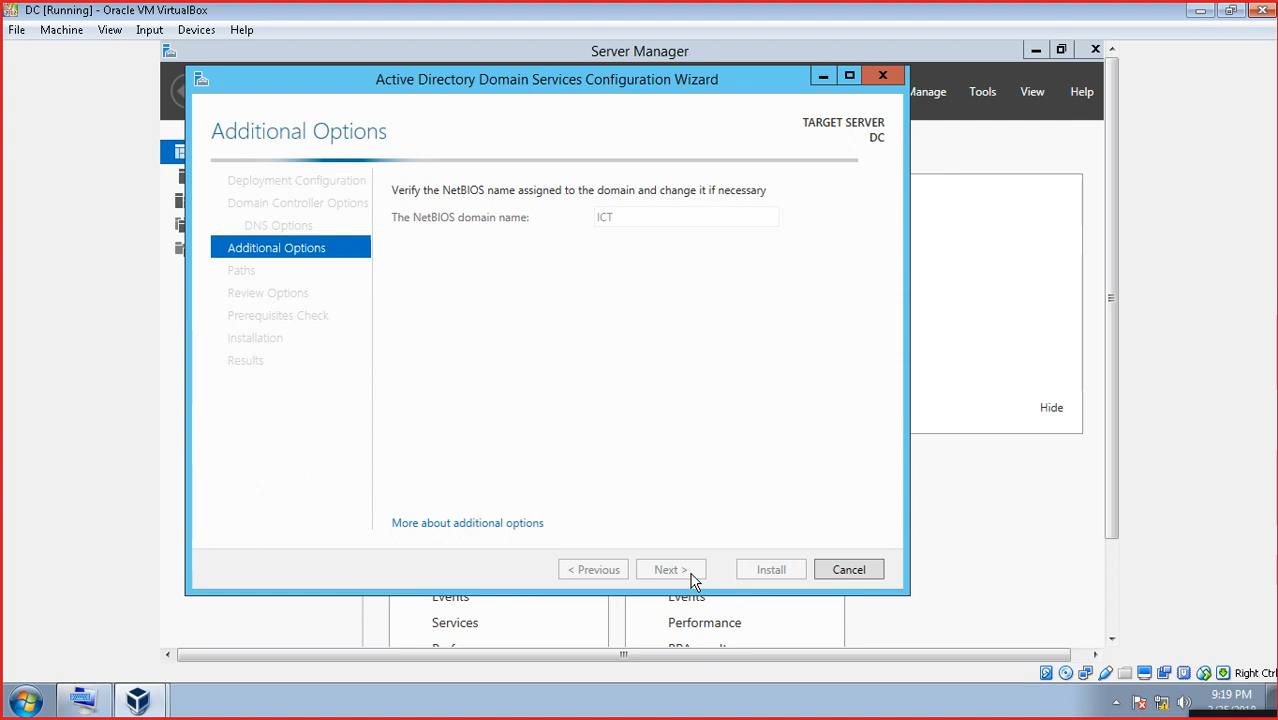 DC [Running] - Oracle VM VirtualBox
File Machine View Input Devices Help
Server Manager
Active Directory Domain Services Configuration Wizard
Manage Tools View Help
Additional Options
TARGET SERVER
DC
Deployment Configuration
Domain Controller Options
DNS Options
Additional Options
Paths
Review Options
Prerequisites Check
Installation
Results
Verify the NetBIOS name assigned to the domain and change it if necessary
The NetBIOS domain name: ICT
Hide
More about additional options
< Previous Next > Install Cancel
Events Events
Services Performance
Right Ctrl
9:19 PM